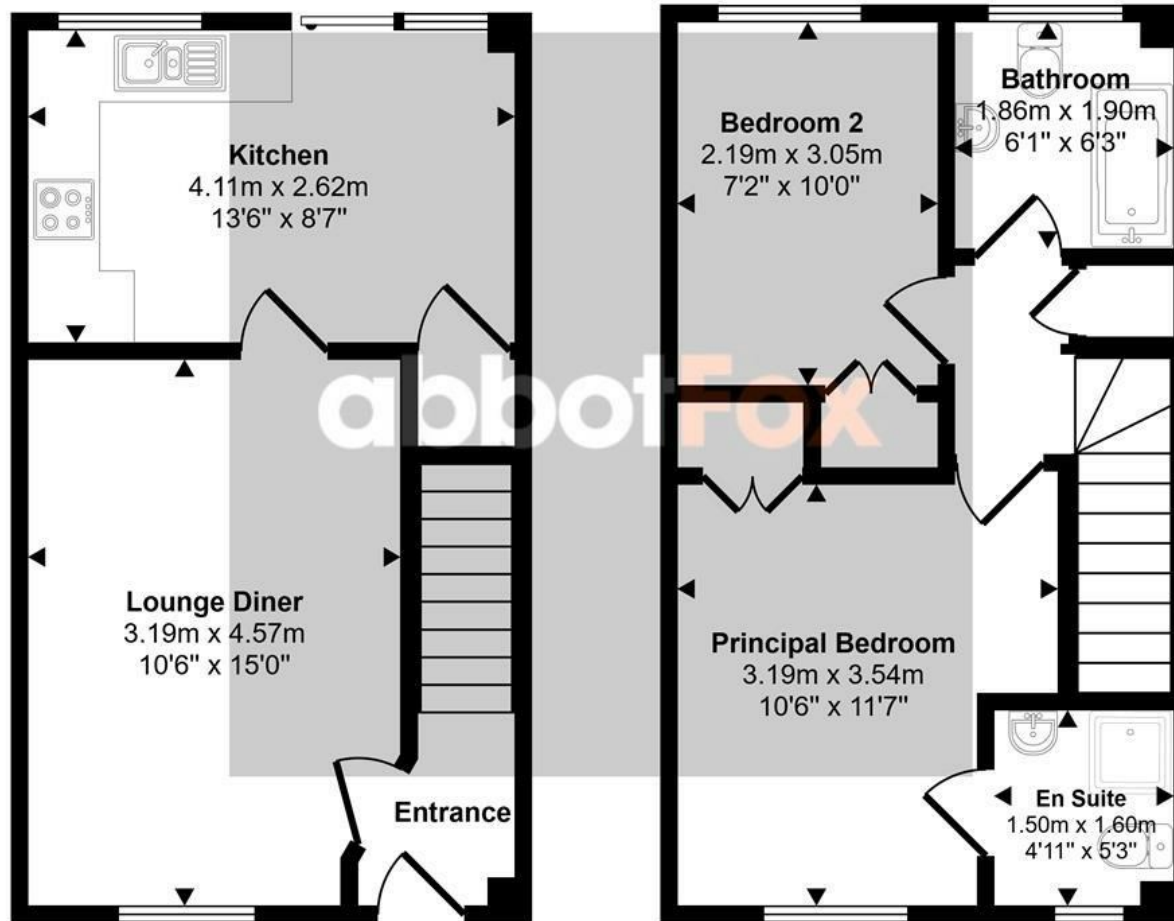 Kitchen
4.11m x 2.62m
13'6" x 8'7"
Lounge Diner
3.19m x 4.57m
10'6" x 15'0"
Entrance
Bedroom 2
2.19m x 3.05m
7'2" x 10'0"
Bathroom
1.86m x 1.90m
6'1" x 6'3"
abbotFox
Principal Bedroom
3.19m x 3.54m
10'6" x 11'7"
En Suite
1.50m x 1.60m
4'11" x 5'3"